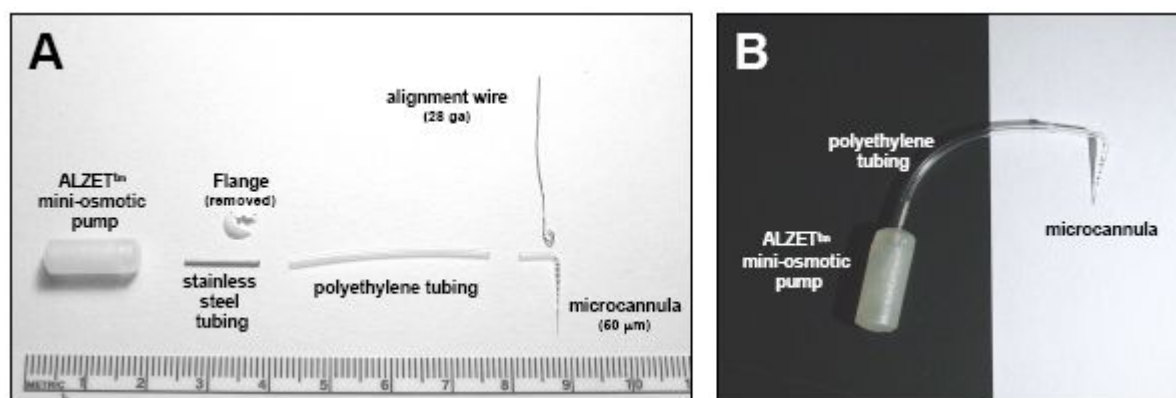 A
alignment wire
(28 ga)
ALZETtm
mini-osmotic
pump
Flange
(removed)
stainless
steel
tubing
polyethylene tubing
microcannula
(60 µm)
METRIC 1 2 3 4 5 6 7 8 9 10
B
polyethylene
tubing
microcannula
ALZETtm
mini-osmotic
pump